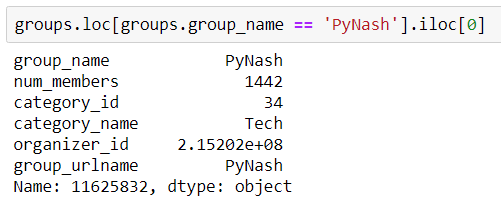 groups.loc[groups.group_name == 'PyNash'].iloc[0]
group_name PyNash
num_members 1442
category_id 34
category_name Tech
organizer_id 2.15202e+08
group_urlname PyNash
Name: 11625832, dtype: object